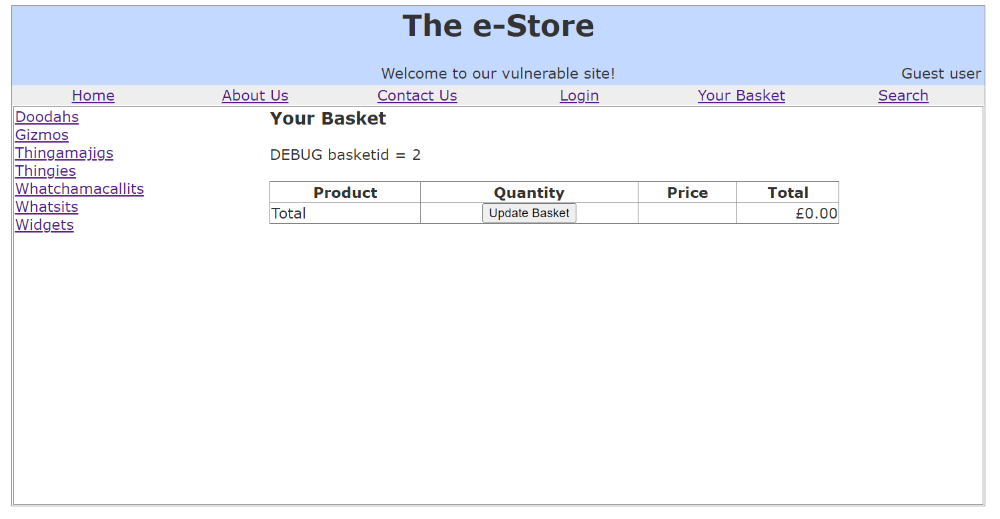 The e-Store
Welcome to our vulnerable site! Guest user
Home About Us Contact Us Login Your Basket Search
Doodahs
Gizmos
Thingamajigs
Thingies
Whatchamacallits
Whatsits
Widgets
Your Basket
DEBUG basketid = 2
Product Quantity Price Total
Total Update Basket £0.00